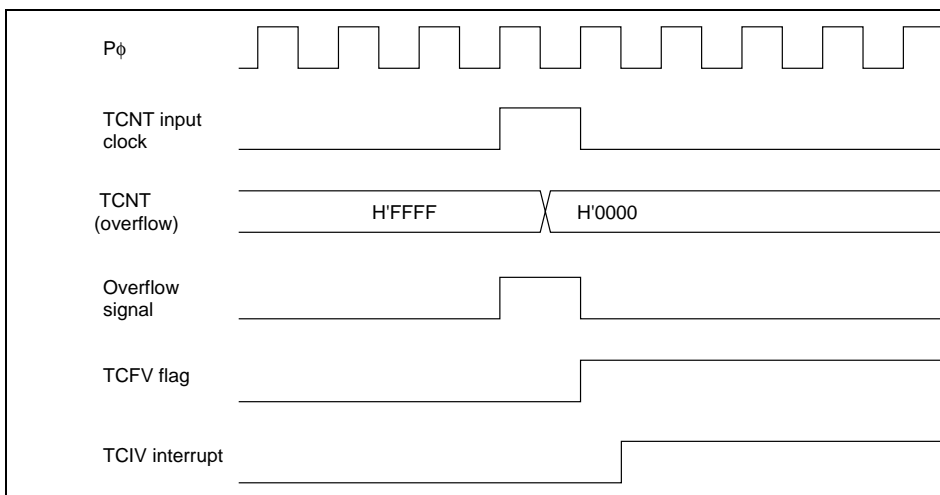 Pϕ
TCNT input
clock
TCNT
(overflow)
H'FFFF
H'0000
Overflow
signal
TCFV flag
TCIV interrupt